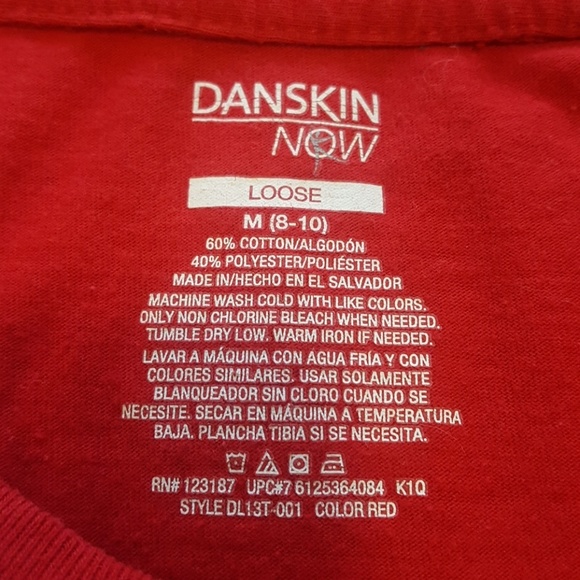 DANSKIN
NOW
LOOSE
M (8-10)
60% COTTON/ALGODÓN
40% POLYESTER/POLIÉSTER
MADE IN/HECHO EN EL SALVADOR
MACHINE WASH COLD WITH LIKE COLORS.
ONLY NON CHLORINE BLEACH WHEN NEEDED.
TUMBLE DRY LOW. WARM IRON IF NEEDED.
LAVAR A MÁQUINA CON AGUA FRÍA Y CON
COLORES SIMILARES. USAR SOLAMENTE
BLANQUEADOR SIN CLORO CUANDO SE
NECESITE. SECAR EN MÁQUINA A TEMPERATURA
BAJA. PLANCHA TIBIA SI SE NECESITA.
RN# 123187 UPC#7 6125364084 K1Q
STYLE DL13T-001 COLOR RED